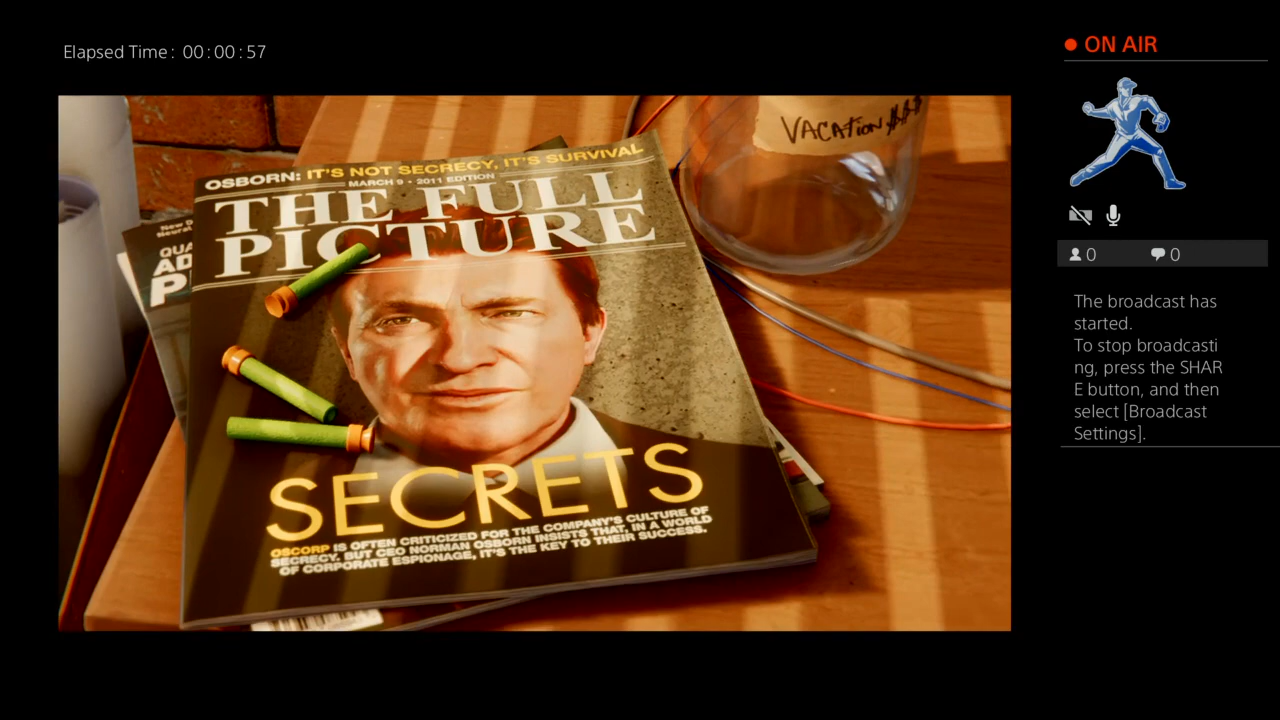 Elapsed Time: 00:00:57
ON AIR
0
0
The broadcast has
started.
To stop broadcasti
ng, press the SHAR
E button, and then
select [Broadcast
Settings].
VACATION $$$
OSBORN: IT'S NOT SECRECY, IT'S SURVIVAL
MARCH 9 • 2011 EDITION
THE FULL
PICTURE
QUA
AD
P
SECRETS
OSCORP IS OFTEN CRITICIZED FOR THE COMPANY'S CULTURE OF
SECRECY. BUT CEO NORMAN OSBORN INSISTS THAT, IN A WORLD
OF CORPORATE ESPIONAGE, IT'S THE KEY TO THEIR SUCCESS.